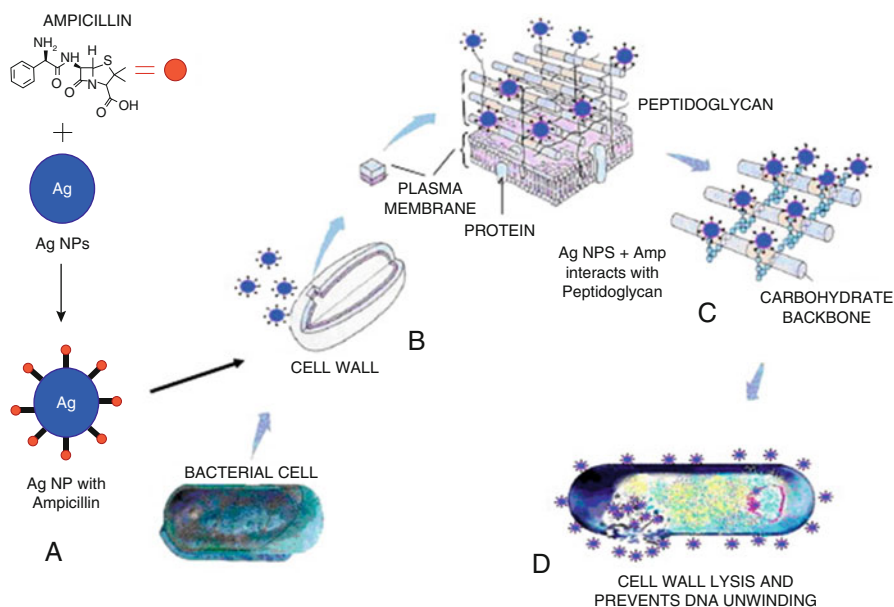 AMPICILLIN
NH2
H
NH
S
O
N
O
OH
O
+
Ag
Ag NPs
Ag
Ag NP with
Ampicillin
A
BACTERIAL CELL
CELL WALL
B
PLASMA
MEMBRANE
PROTEIN
PEPTIDOGLYCAN
Ag NPS + Amp
interacts with
Peptidoglycan
C
CARBOHYDRATE
BACKBONE
D
CELL WALL LYSIS AND
PREVENTS DNA UNWINDING